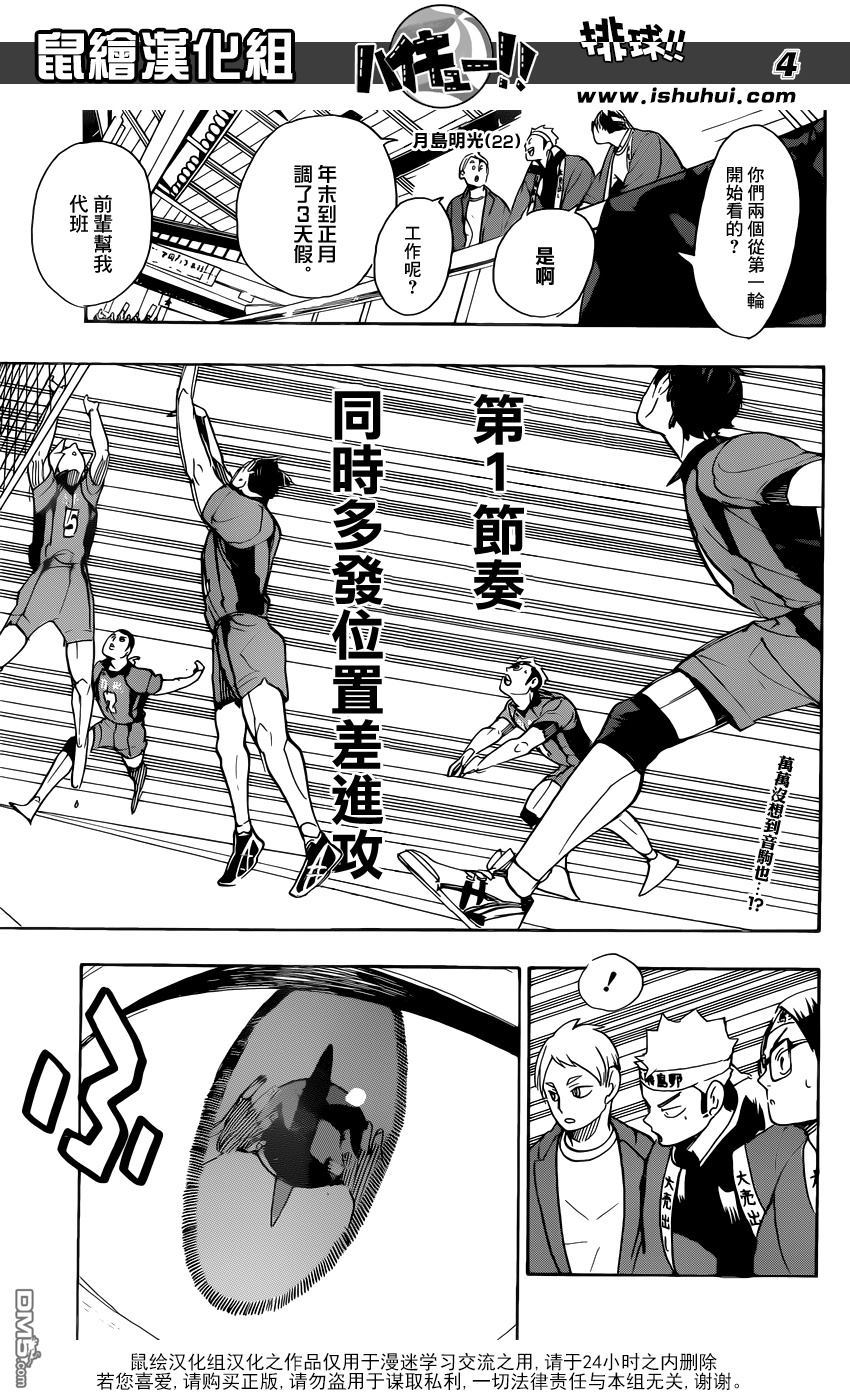 鼠繪漢化組
ハイキュー!!
排球!!
4
www.ishuhui.com
你們兩個從第一輪
開始看的?
是啊
月島明光(22)
工作呢?
年末到正月
調了3天假。
前輩幫我
代班
第1節奏
同時多發位置差進攻
萬萬沒想到音駒也…!?
5
!
烏野
大売出し
大売出
ふ
DM5.com
鼠绘汉化组汉化之作品仅用于漫迷学习交流之用, 请于24小时之内删除
若您喜爱, 请购买正版, 请勿盗用于谋取私利, 一切法律责任与本组无关, 谢谢。